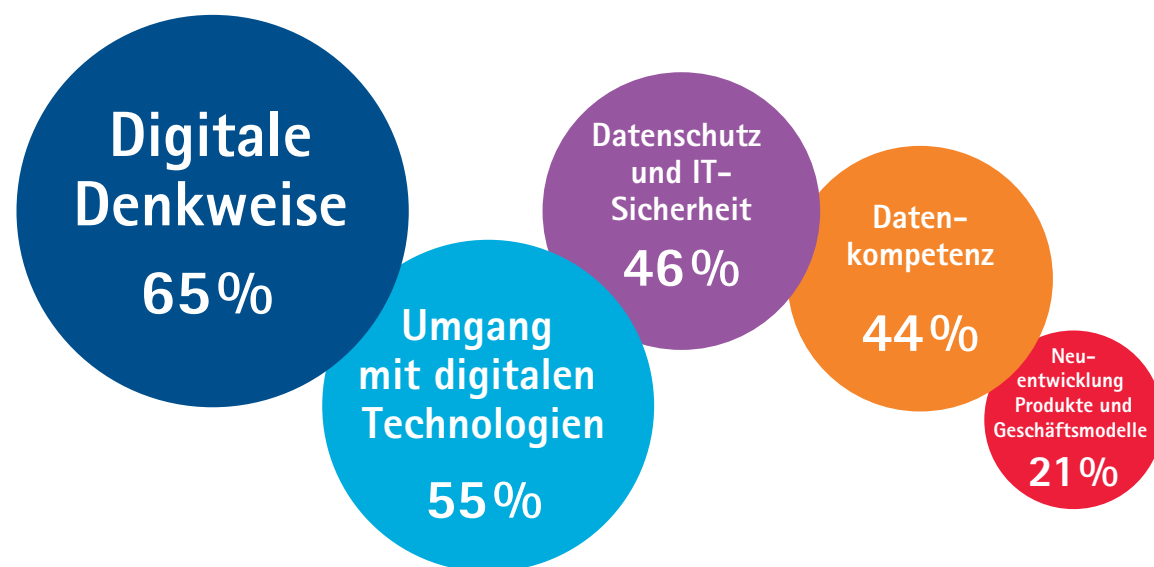 Digitale
Denkweise
65%
Umgang
mit digitalen
Technologien
55%
Datenschutz
und IT-
Sicherheit
46%
Daten-
kompetenz
44%
Neu-
entwicklung
Produkte und
Geschäftsmodelle
21%